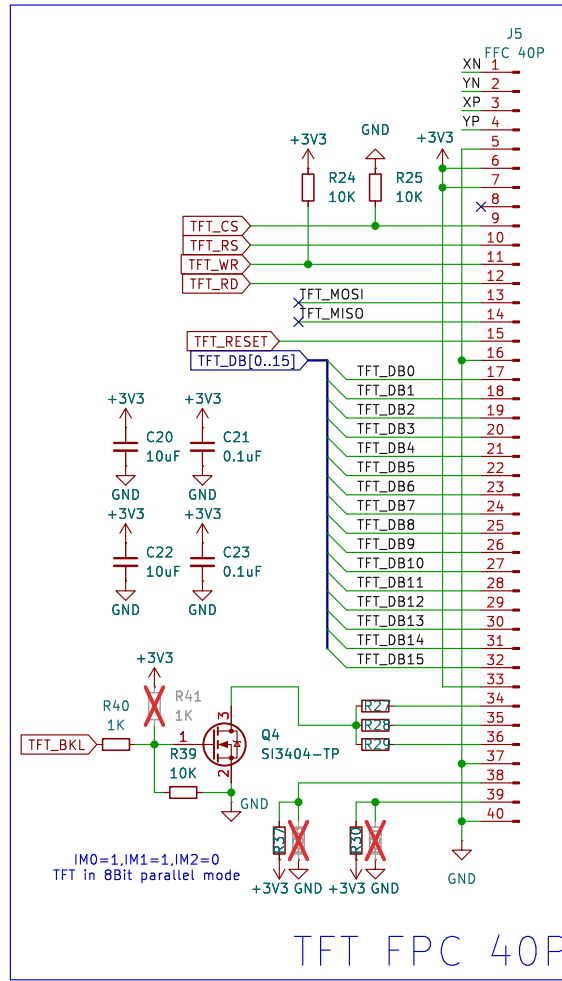 J5
FFC 40P
XN 1
YN 2
XP 3
YP 4
5
+3V3 GND +3V3
6
R24 R25
7
10K 10K
8
TFT_CS 9
TFT_RS 10
TFT_WR 11
TFT_RD 12
TFT_MOSI 13
TFT_MISO 14
TFT_RESET 15
TFT_DB[0..15] 16
TFT_DB0 17
TFT_DB1 18
TFT_DB2 19
TFT_DB3 20
TFT_DB4 21
TFT_DB5 22
TFT_DB6 23
TFT_DB7 24
TFT_DB8 25
TFT_DB9 26
TFT_DB10 27
TFT_DB11 28
TFT_DB12 29
TFT_DB13 30
TFT_DB14 31
TFT_DB15 32
33
+3V3 +3V3
C20 C21
10uF 0.1uF
GND GND
+3V3 +3V3
C22 C23
10uF 0.1uF
GND GND
+3V3
R40 R41
1K 1K
R27 34
R28 35
R29 36
3
Q4
SI3404-TP
TFT_BKL 1
R39
10K
2
GND
37
38
39
40
R37 R30
+3V3 GND +3V3 GND
GND
IM0=1,IM1=1,IM2=0
TFT in 8Bit parallel mode
TFT FPC 40P